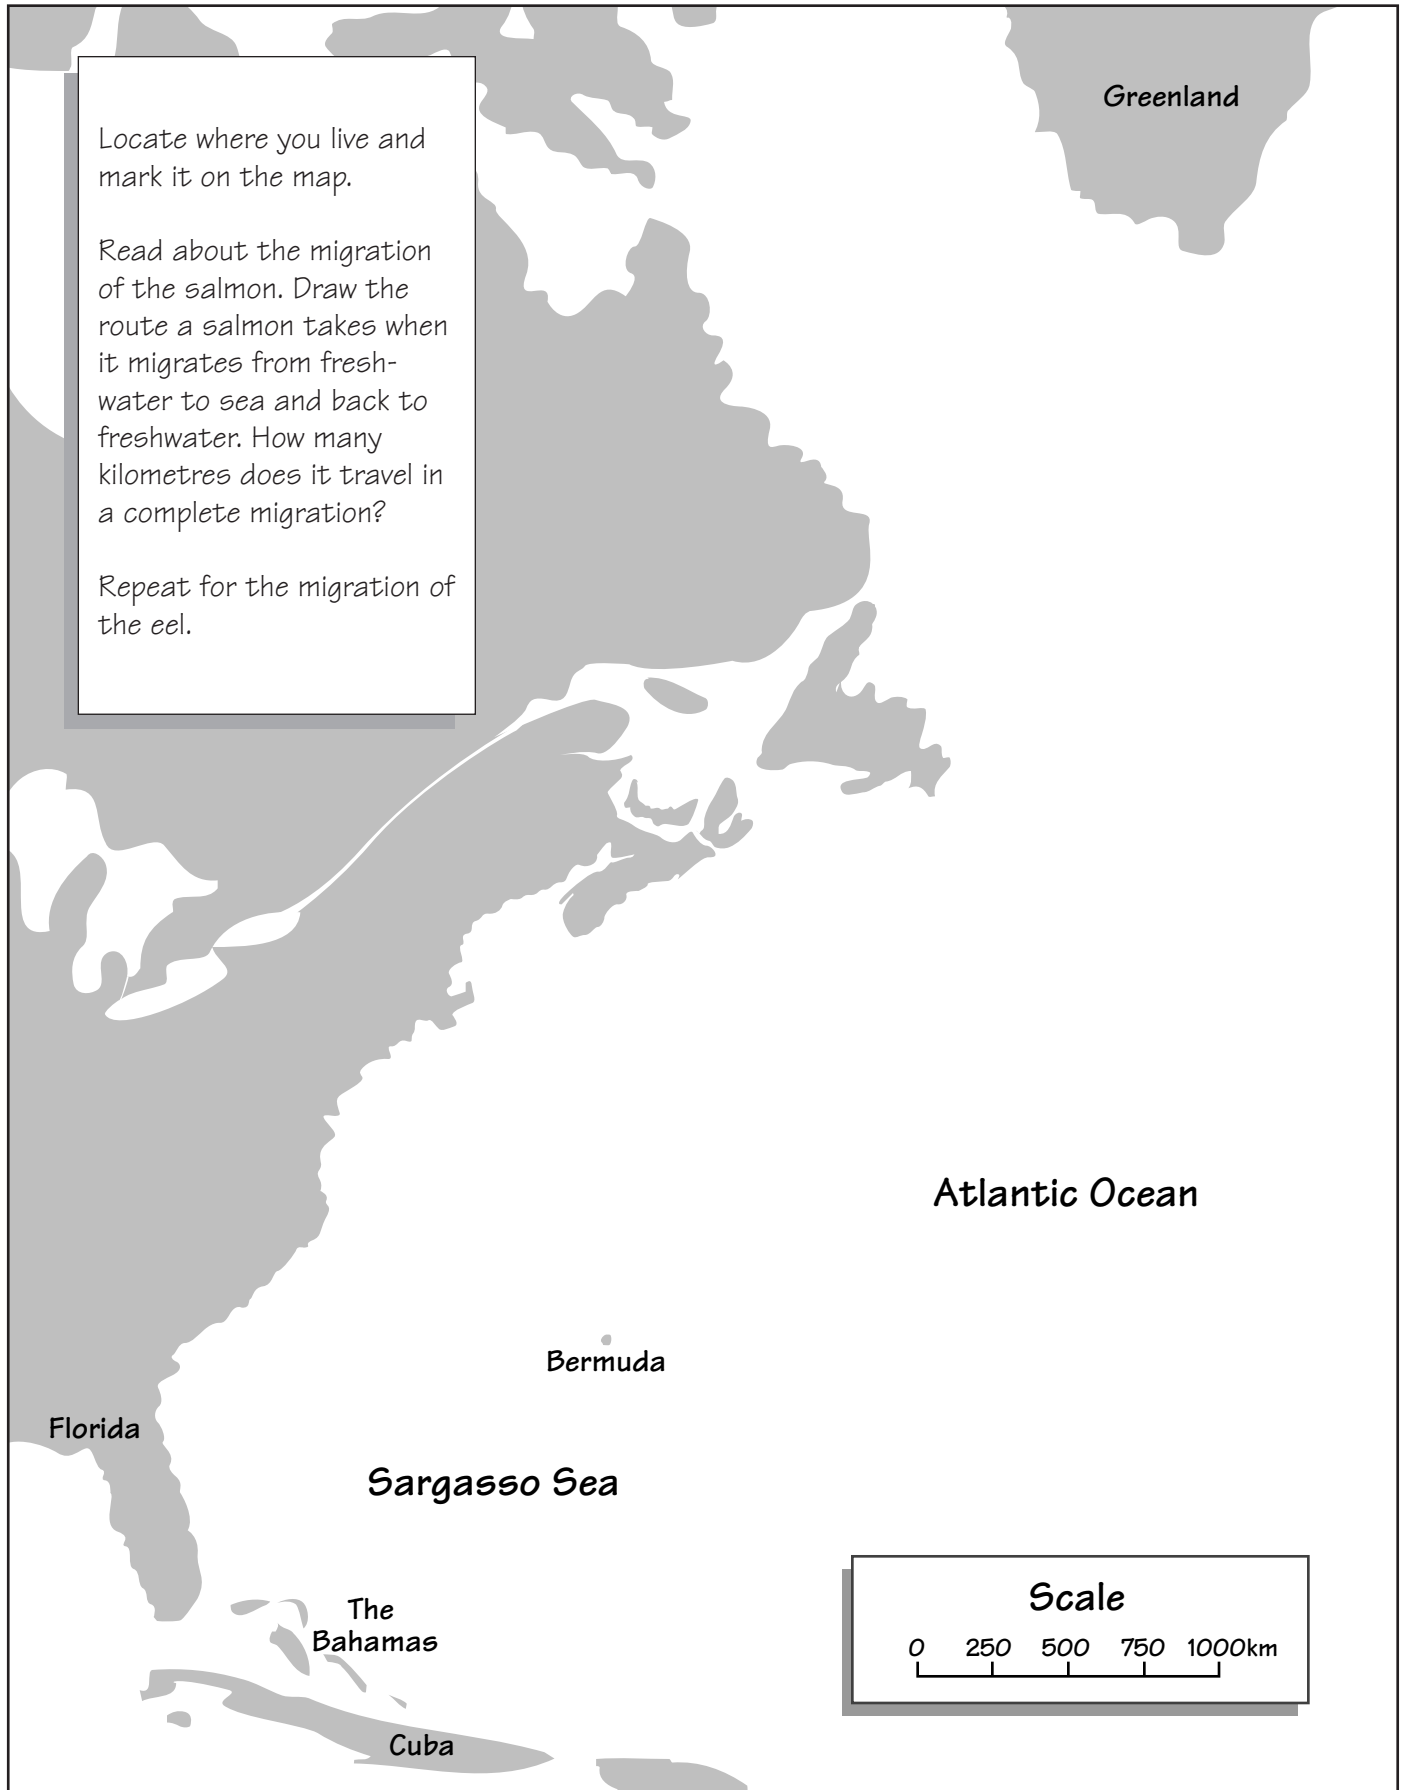 Locate where you live and
mark it on the map.
Read about the migration
of the salmon. Draw the
route a salmon takes when
it migrates from fresh-
water to sea and back to
freshwater. How many
kilometres does it travel in
a complete migration?
Repeat for the migration of
the eel.
Greenland
Atlantic Ocean
Bermuda
Florida
Sargasso Sea
The
Bahamas
Cuba
Scale
0 250 500 750 1000km